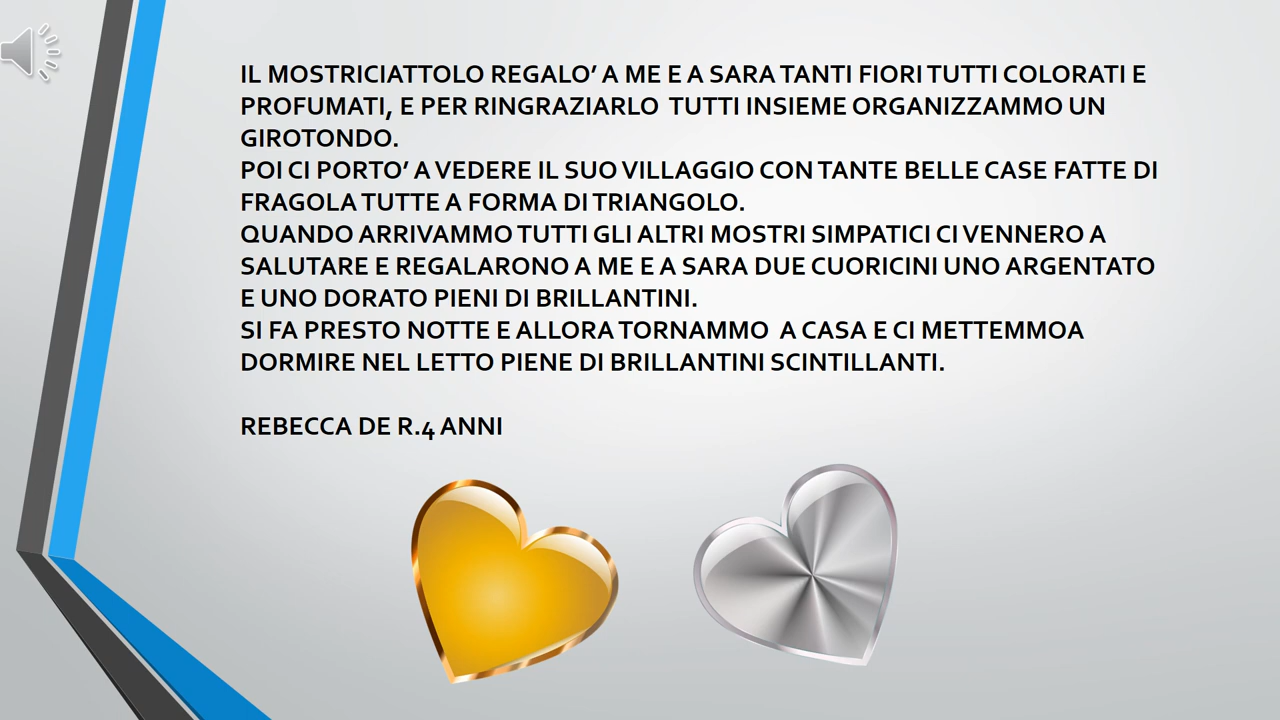 IL MOSTRICIATTOLO REGALO’ A ME E A SARA TANTI FIORI TUTTI COLORATI E
PROFUMATI, E PER RINGRAZIARLO  TUTTI INSIEME ORGANIZZAMMO UN
GIROTONDO.
POI CI PORTO’ A VEDERE IL SUO VILLAGGIO CON TANTE BELLE CASE FATTE DI
FRAGOLA TUTTE A FORMA DI TRIANGOLO.
QUANDO ARRIVAMMO TUTTI GLI ALTRI MOSTRI SIMPATICI CI VENNERO A
SALUTARE E REGALARONO A ME E A SARA DUE CUORICINI UNO ARGENTATO
E UNO DORATO PIENI DI BRILLANTINI.
SI FA PRESTO NOTTE E ALLORA TORNAMMO  A CASA E CI METTEMMOA
DORMIRE NEL LETTO PIENE DI BRILLANTINI SCINTILLANTI.
REBECCA DE R.4 ANNI